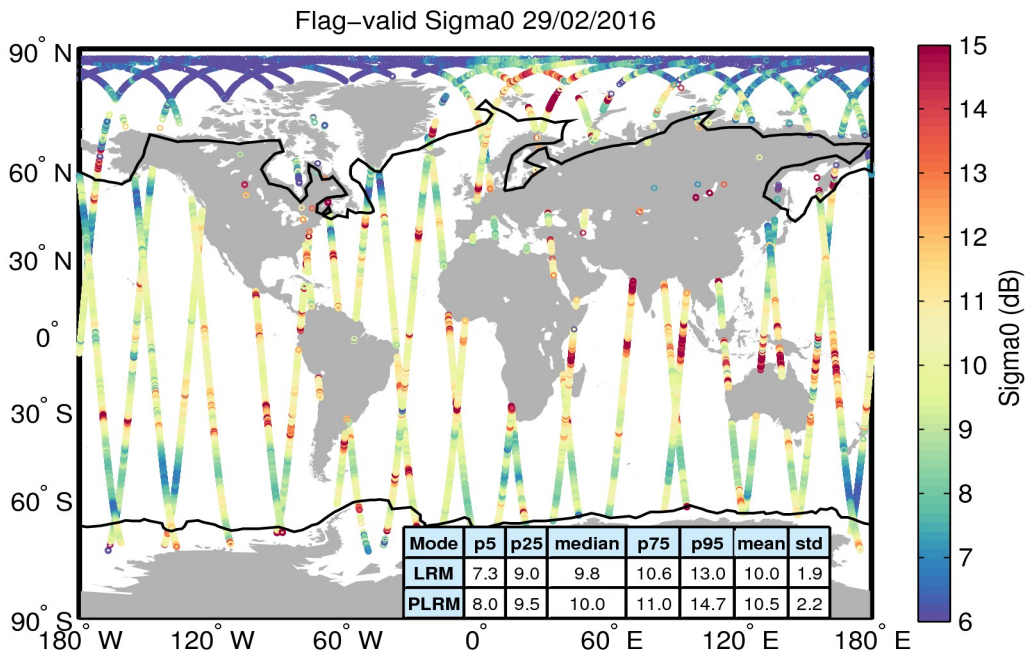 Flag−valid Sigma0 29/02/2016
90° N
60° N
30° N
0°
30° S
60° S
90° S
180° W
120° W
60° W
0°
60° E
120° E
180° E
Mode p5 p25 median p75 p95 mean std
LRM 7.3 9.0 9.8 10.6 13.0 10.0 1.9
PLRM 8.0 9.5 10.0 11.0 14.7 10.5 2.2
15
14
13
12
11
10
9
8
7
6
Sigma0 (dB)